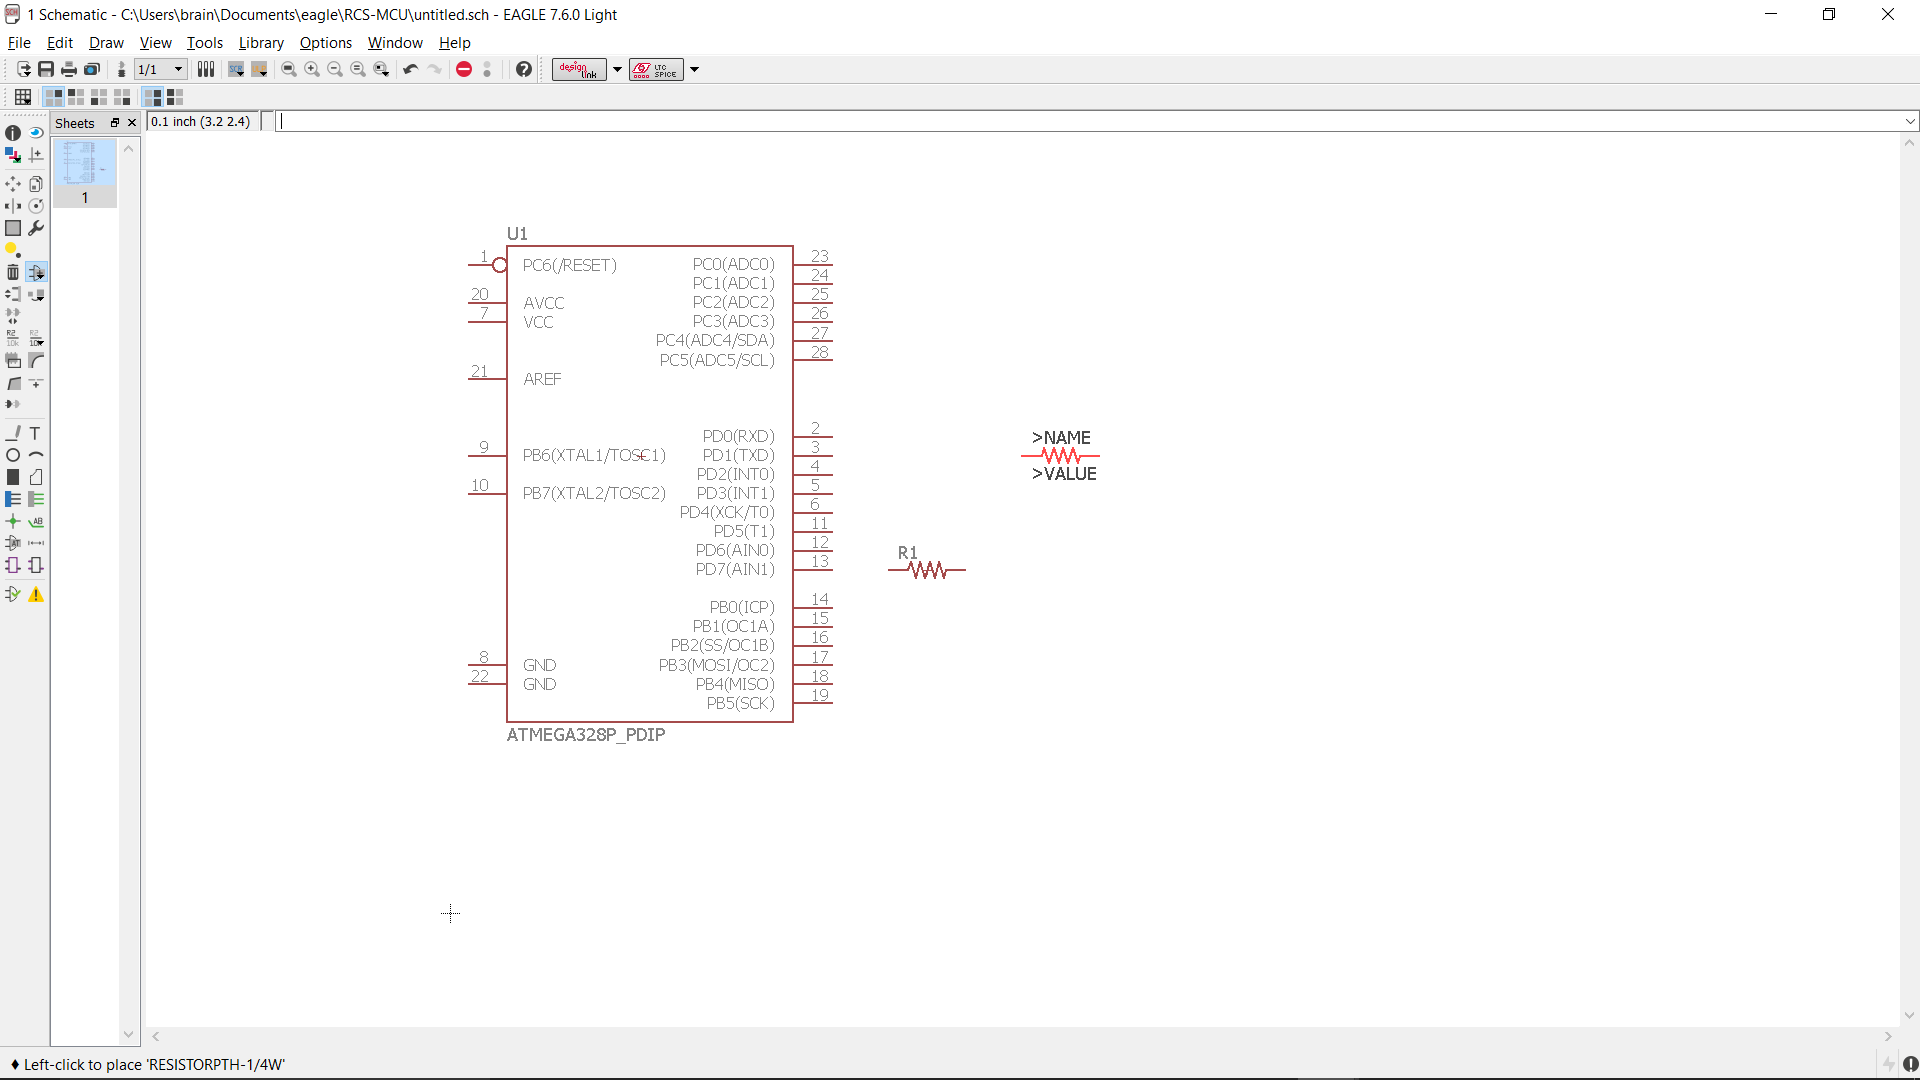 1 Schematic - C:\Users\brain\Documents\eagle\RCS-MCU\untitled.sch - EAGLE 7.6.0 Light
File Edit Draw View Tools Library Options Window Help
1/1
design link
LTC SPICE
Sheets
0.1 inch (3.2 2.4)
1
U1
1 PC6(/RESET)
20 AVCC
7 VCC
21 AREF
9 PB6(XTAL1/TOSC1)
10 PB7(XTAL2/TOSC2)
8 GND
22 GND
PC0(ADC0) 23
PC1(ADC1) 24
PC2(ADC2) 25
PC3(ADC3) 26
PC4(ADC4/SDA) 27
PC5(ADC5/SCL) 28
PD0(RXD) 2
PD1(TXD) 3
PD2(INT0) 4
PD3(INT1) 5
PD4(XCK/T0) 6
PD5(T1) 11
PD6(AIN0) 12
PD7(AIN1) 13
PB0(ICP) 14
PB1(OC1A) 15
PB2(SS/OC1B) 16
PB3(MOSI/OC2) 17
PB4(MISO) 18
PB5(SCK) 19
ATMEGA328P_PDIP
>NAME
>VALUE
R1
Left-click to place 'RESISTORPTH-1/4W'